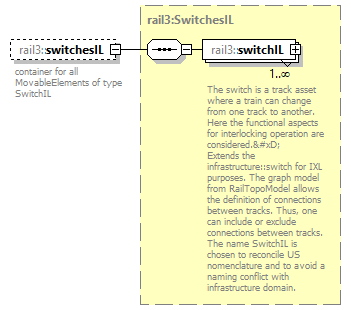 rail3:SwitchesIL
rail3:switchesIL
rail3:switchIL
1..∞
container for all
MovableElements of type
SwitchIL
The switch is a track asset
where a train can change
from one track to another.
Here the functional aspects
for interlocking operation are
considered.&#xD;
Extends the
infrastructure::switch for IXL
purposes. The graph model
from RailTopoModel allows
the definition of connections
between tracks. Thus, one
can include or exclude
connections between tracks.
The name SwitchIL is
chosen to reconcile US
nomenclature and to avoid a
naming conflict with
infrastructure domain.